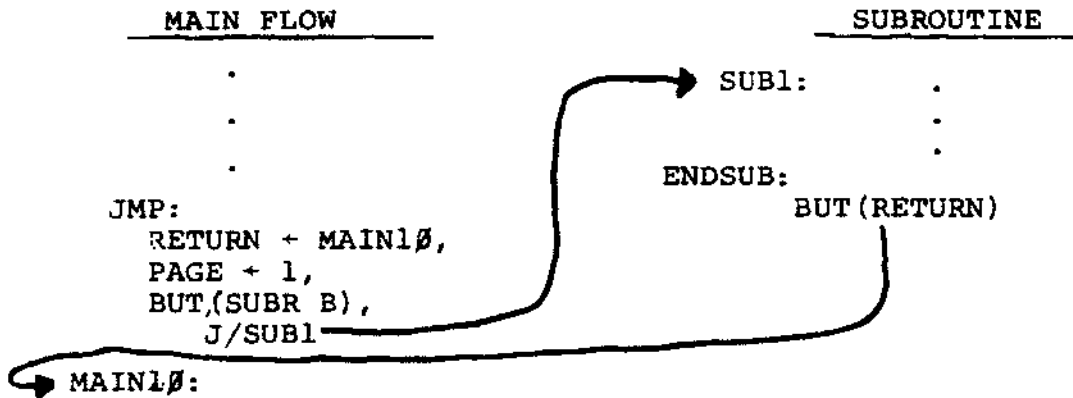 MAIN FLOW
.
.
.
JMP:
RETURN ← MAIN1Ø,
PAGE ← 1,
BUT,(SUBR B),
J/SUB1
MAIN1Ø:
SUBROUTINE
SUB1:
.
.
.
ENDSUB:
BUT(RETURN)